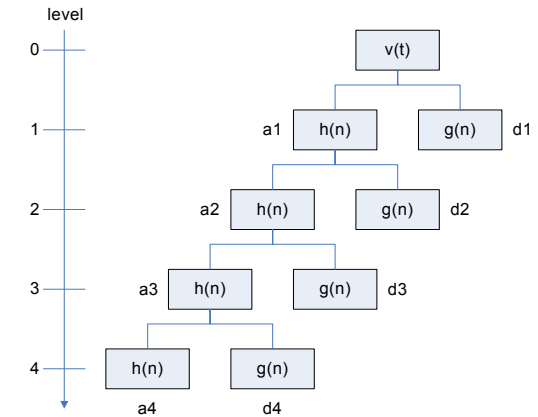 level
0
v(t)
1
a1
h(n)
g(n)
d1
2
a2
h(n)
g(n)
d2
3
a3
h(n)
g(n)
d3
4
h(n)
g(n)
a4
d4